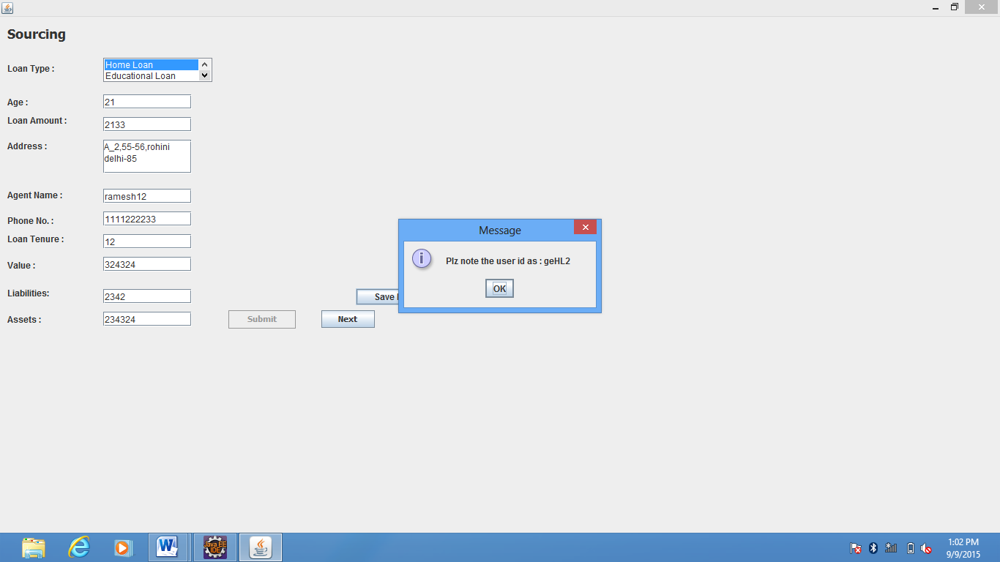 Sourcing
Loan Type :
Home Loan
Educational Loan
Age :
21
Loan Amount :
2133
Address :
A_2,55-56,rohini
delhi-85
Agent Name :
ramesh12
Phone No. :
1111222233
Loan Tenure :
12
Value :
324324
Liabilities:
2342
Assets :
234324
Save
Submit
Next
Message
Plz note the user id as : geHL2
OK
Java EE
IDE
1:02 PM
9/9/2015